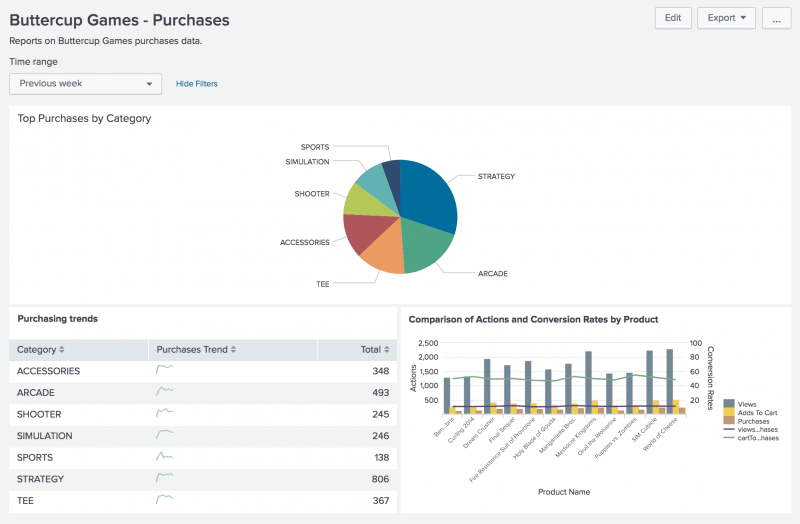 Buttercup Games - Purchases
Edit
Export
...
Reports on Buttercup Games purchases data.
Time range
Previous week
Hide Filters
Top Purchases by Category
SPORTS
SIMULATION
STRATEGY
SHOOTER
ACCESSORIES
ARCADE
TEE
Purchasing trends
Category Purchases Trend Total
ACCESSORIES 348
ARCADE 493
SHOOTER 245
SIMULATION 246
SPORTS 138
STRATEGY 806
TEE 367
Comparison of Actions and Conversion Rates by Product
2,500 100
2,000 80
1,500 60
1,000 40
500 20
Actions
Conversion Rates
Ben...bris
Curling 2014
Dream Crusher
Final Sequel
Fire Resistance Suit of Provolone
Holy Blade of Gouda
Manganiello Bros.
Mediocre Kingdoms
Orvil the Wolverine
Puppies vs. Zombies
SIM Cubicle
World of Cheese
Product Name
Views
Adds To Cart
Purchases
views...hases
cartTo...hases